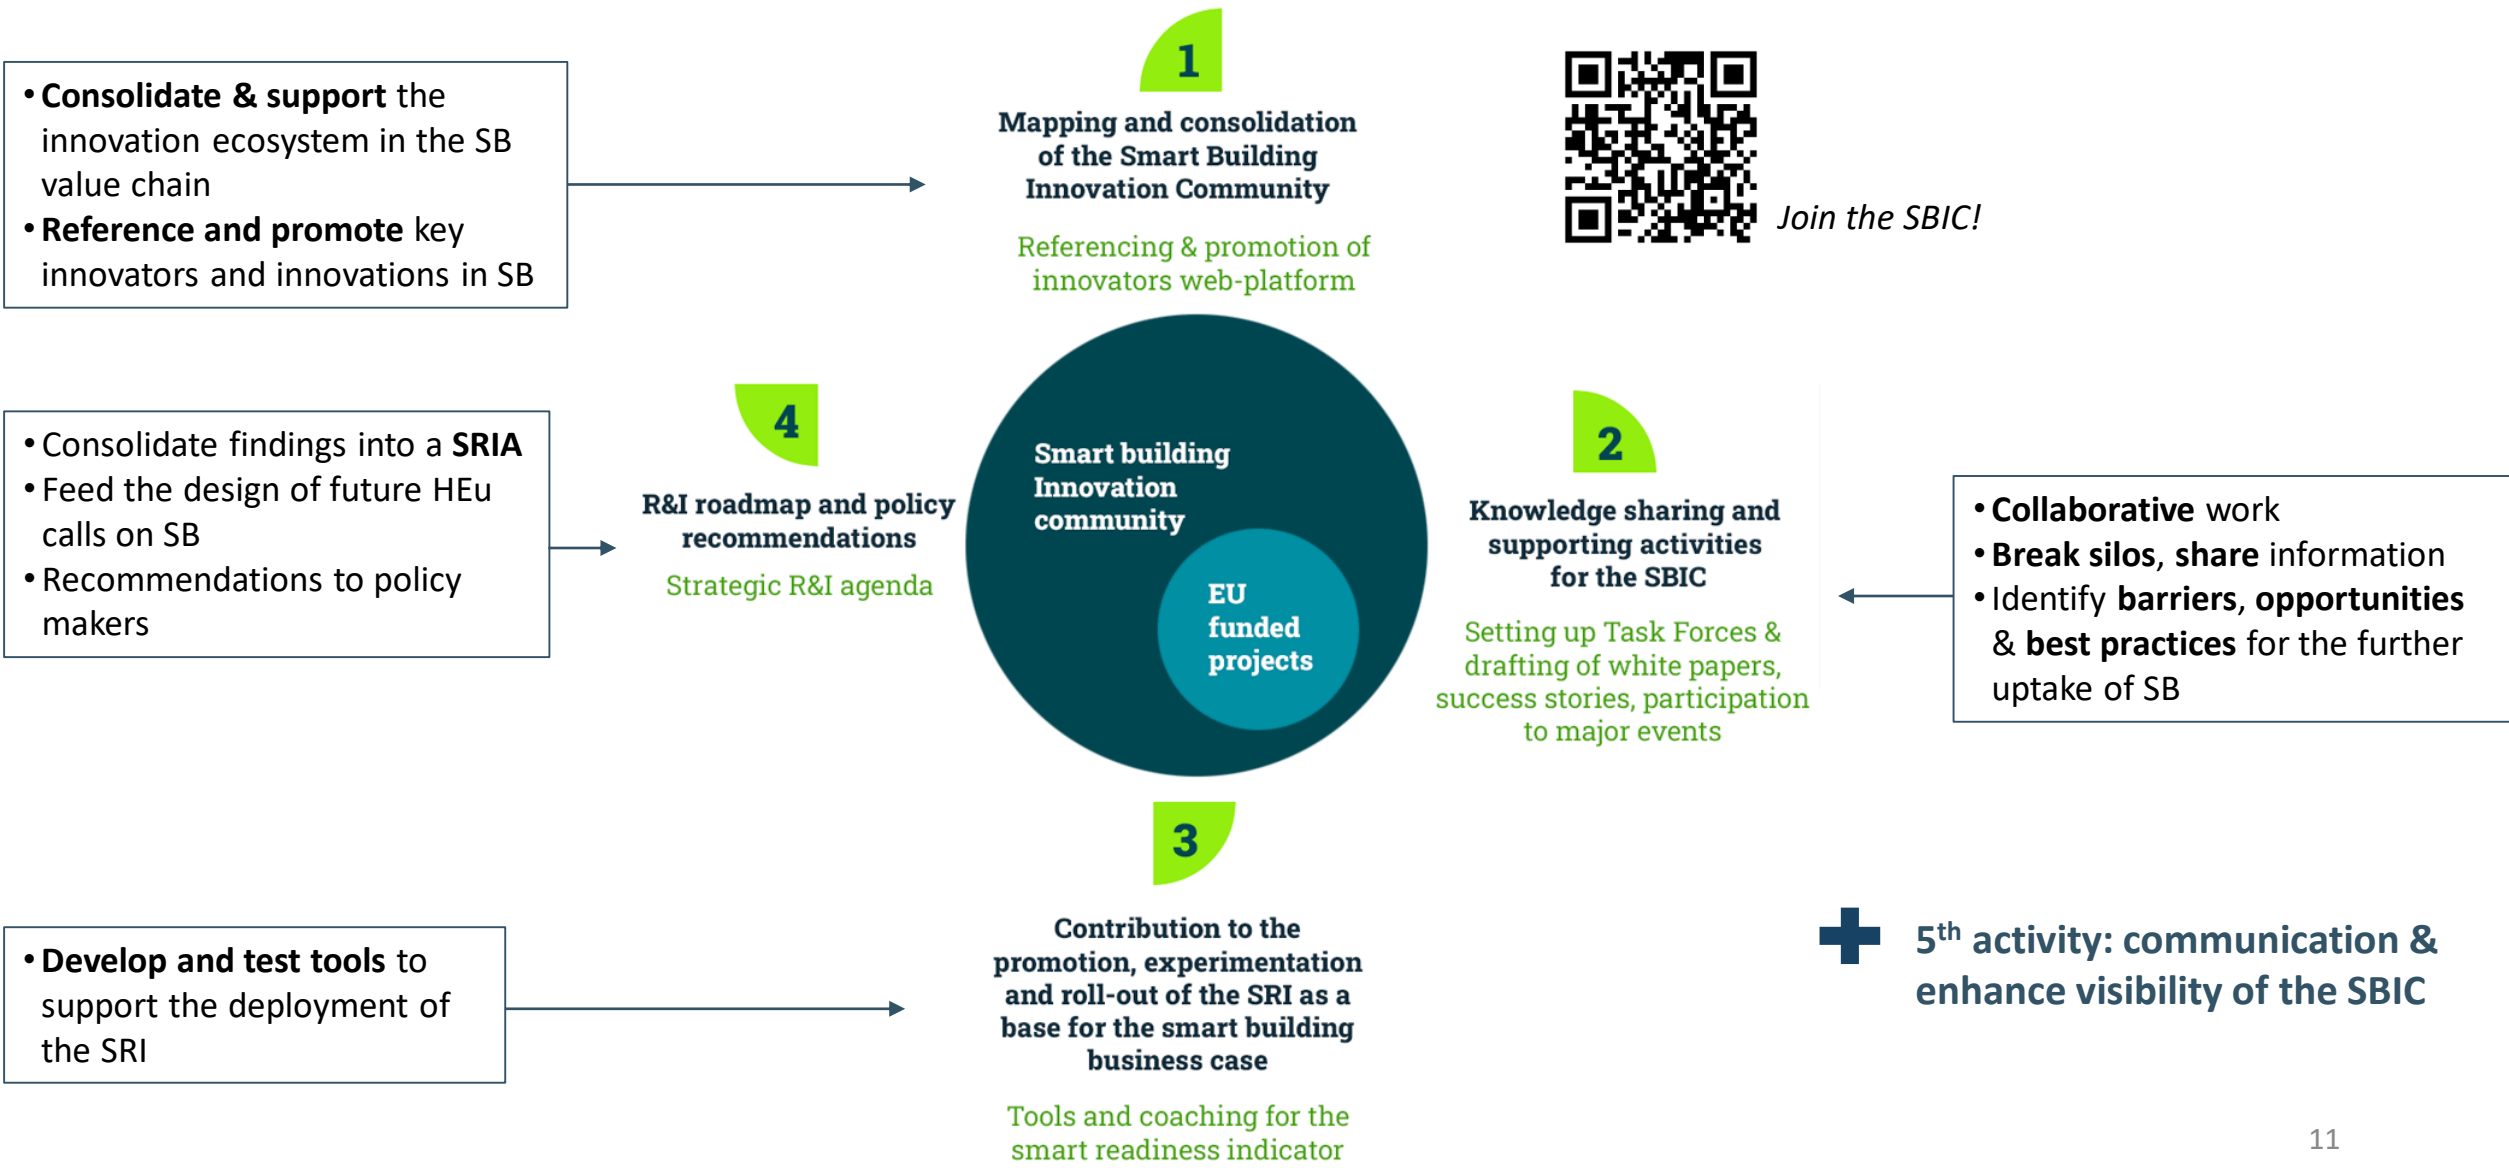 1
Mapping and consolidation
of the Smart Building
Innovation Community
Referencing & promotion of
innovators web-platform
• Consolidate & support the
innovation ecosystem in the SB
value chain
• Reference and promote key
innovators and innovations in SB
Join the SBIC!
• Consolidate findings into a SRIA
• Feed the design of future HEu
calls on SB
• Recommendations to policy
makers
4
R&I roadmap and policy
recommendations
Strategic R&I agenda
Smart building
Innovation
community
EU
funded
projects
2
Knowledge sharing and
supporting activities
for the SBIC
Setting up Task Forces &
drafting of white papers,
success stories, participation
to major events
• Collaborative work
• Break silos, share information
• Identify barriers, opportunities
& best practices for the further
uptake of SB
3
Contribution to the
promotion, experimentation
and roll-out of the SRI as a
base for the smart building
business case
Tools and coaching for the
smart readiness indicator
• Develop and test tools to
support the deployment of
the SRI
5th activity: communication &
enhance visibility of the SBIC
11